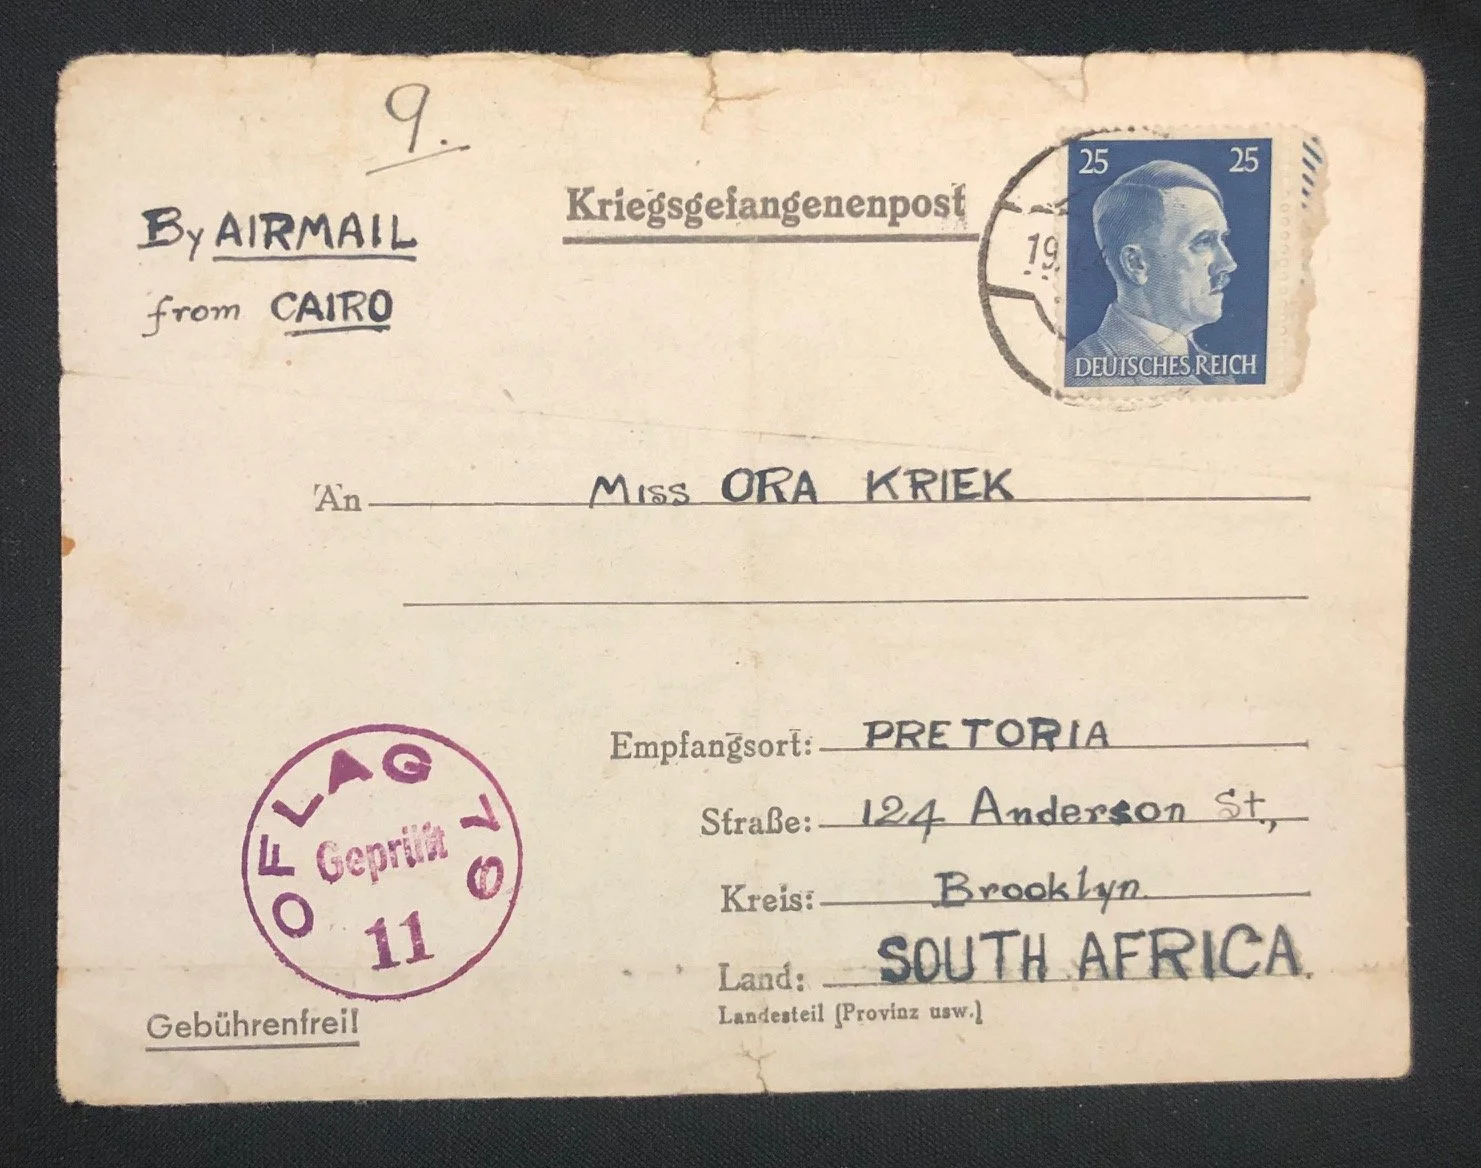 9.
By AIRMAIL
from CAIRO
Kriegsgefangenenpost
25 25
DEUTSCHES REICH
19
An Miss ORA KRIEK
Empfangsort: PRETORIA
Straße: 124 Anderson St.,
Kreis: Brooklyn
Land: SOUTH AFRICA.
Landesteil (Provinz usw.)
OFLAG 79
Geprüft
11
Gebührenfrei!